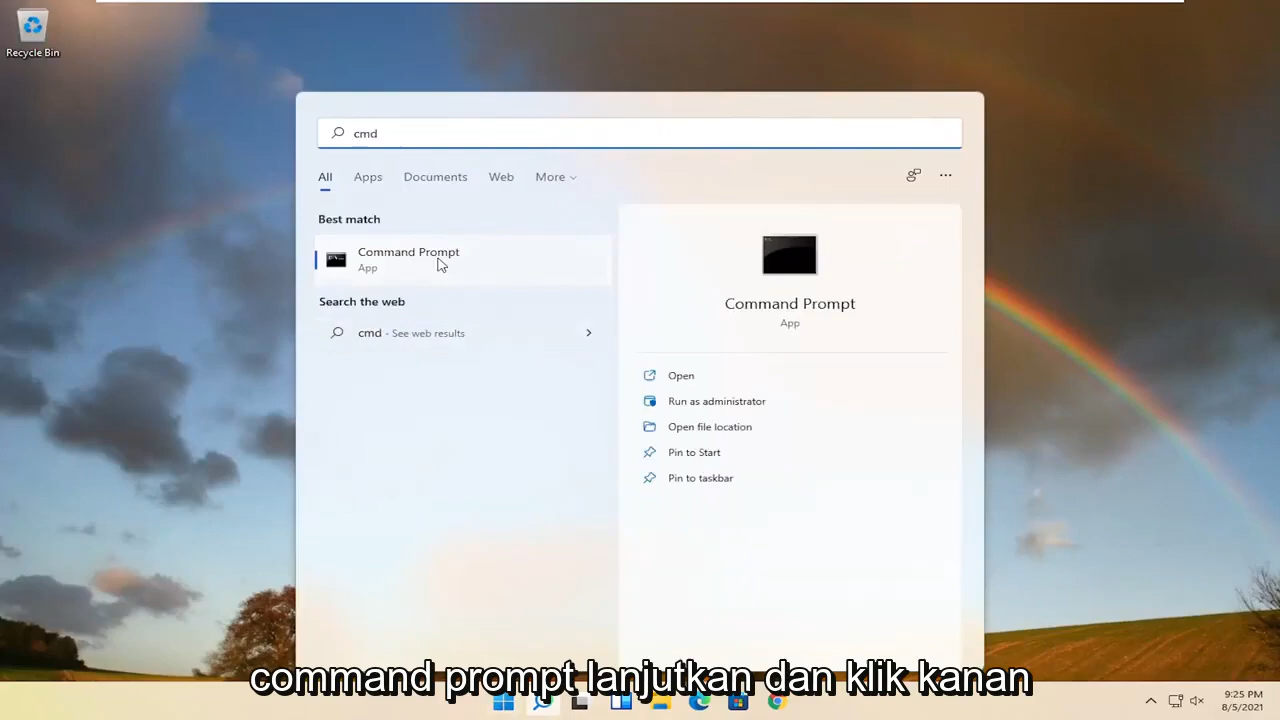 Recycle Bin
cmd
All Apps Documents Web More
Best match
Command Prompt
App
Search the web
cmd - See web results
Command Prompt
App
Open
Run as administrator
Open file location
Pin to Start
Pin to taskbar
command prompt lanjutkan dan klik kanan
9:25 PM
8/5/2021